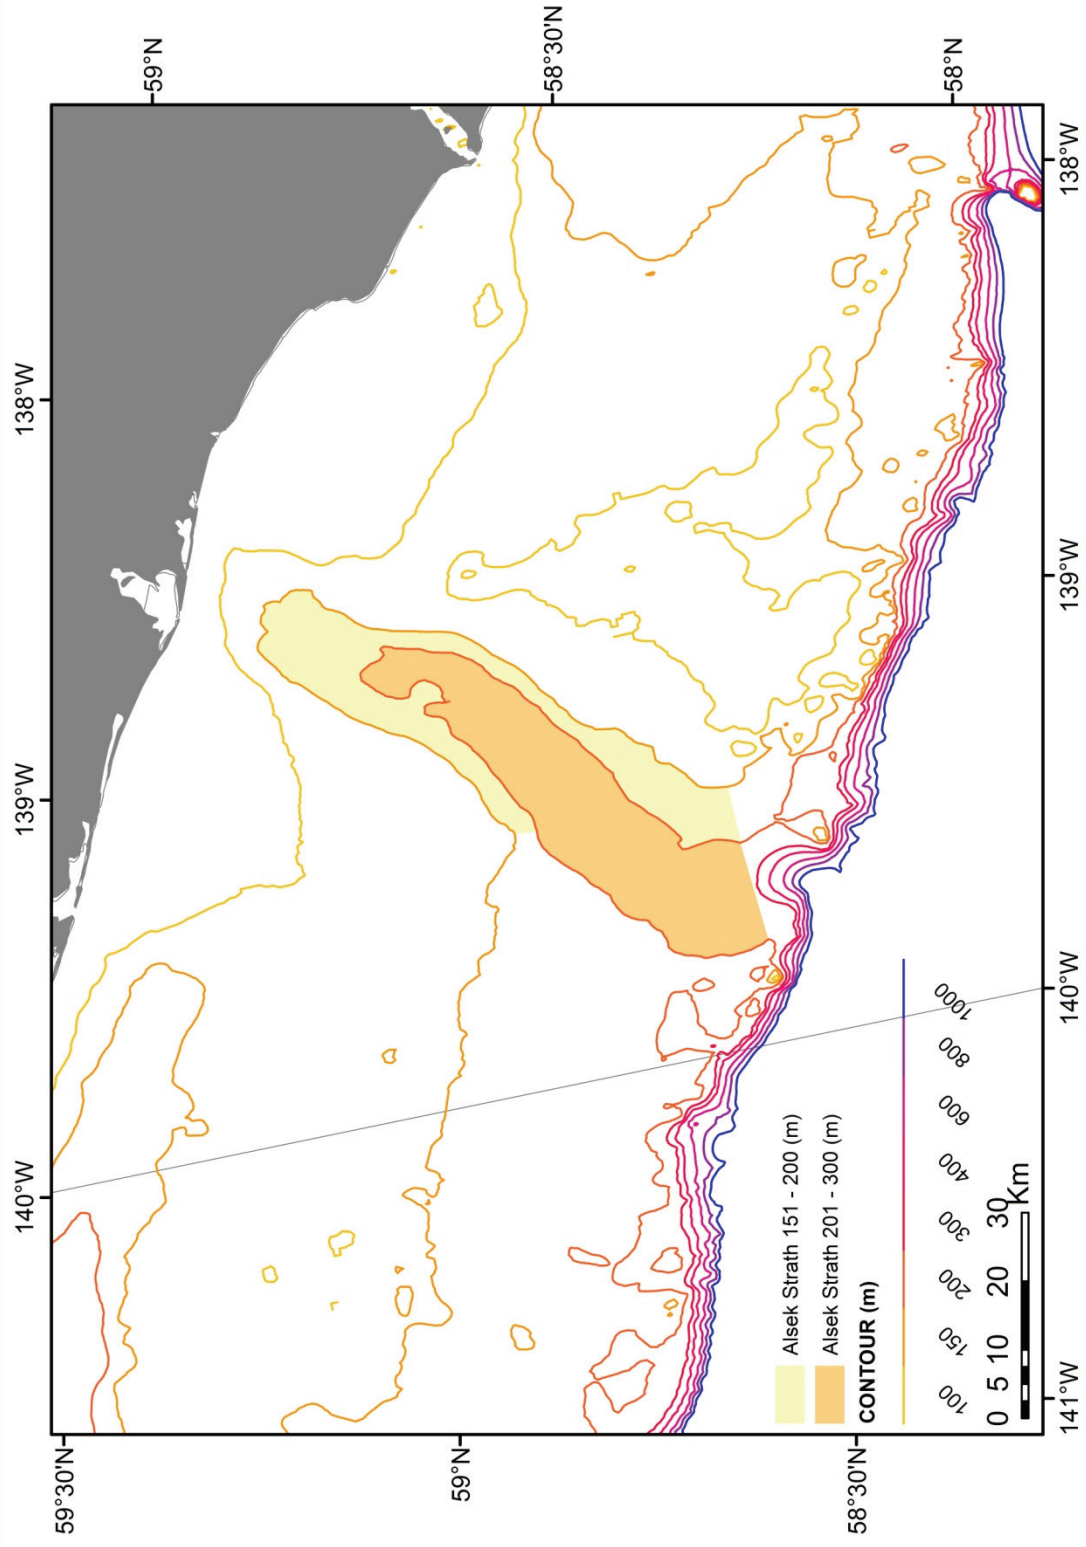 59°30'N
59°N
58°30'N
141°W
140°W
139°W
138°W
140°W
139°W
138°W
59°N
58°30'N
58°N
Alsek Strath 151 - 200 (m)
Alsek Strath 201 - 300 (m)
CONTOUR (m)
100 150 200 300 400 600 800 1000
0 5 10 20 30
Km